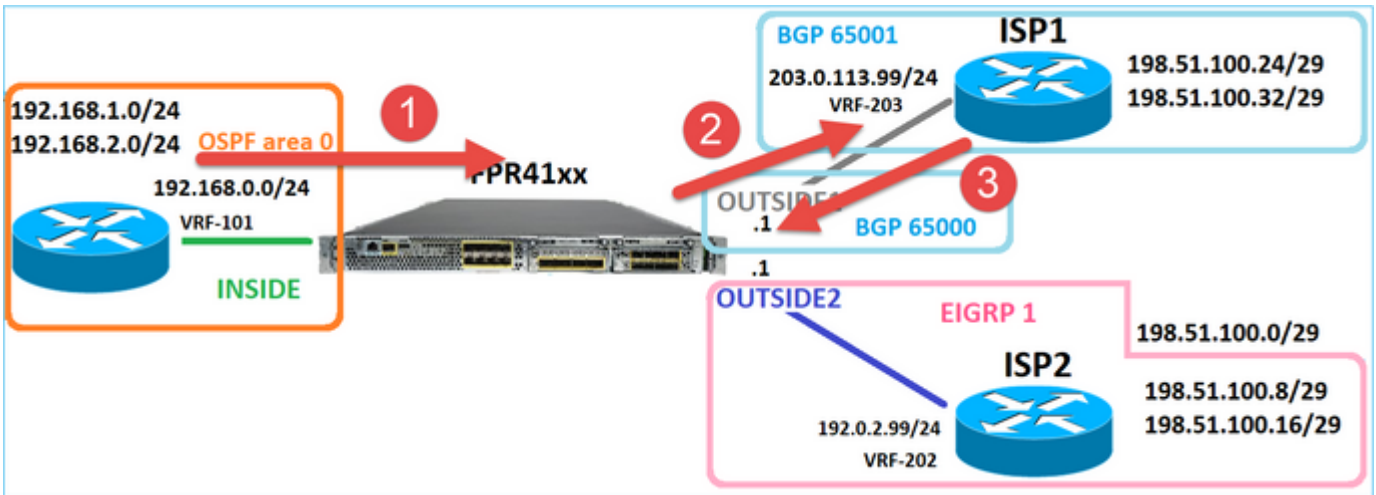 BGP 65001
ISP1
203.0.113.99/24
VRF-203
198.51.100.24/29
198.51.100.32/29
192.168.1.0/24
192.168.2.0/24
OSPF area 0
1
2
3
192.168.0.0/24
VRF-101
INSIDE
FPR41xx
OUTSIDE1
.1
BGP 65000
.1
OUTSIDE2
EIGRP 1
198.51.100.0/29
ISP2
198.51.100.8/29
198.51.100.16/29
192.0.2.99/24
VRF-202